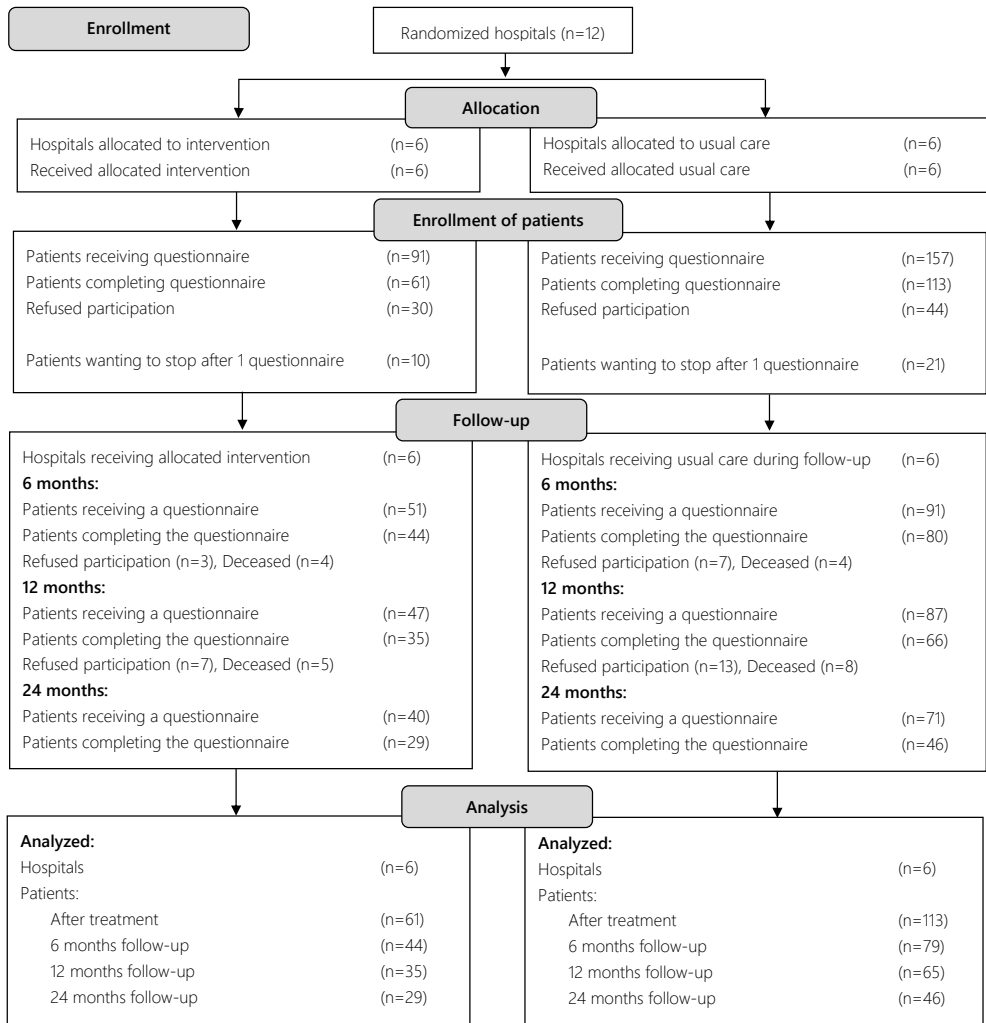 Enrollment
Randomized hospitals (n=12)
Allocation
Hospitals allocated to intervention (n=6)
Received allocated intervention (n=6)
Hospitals allocated to usual care (n=6)
Received allocated usual care (n=6)
Enrollment of patients
Patients receiving questionnaire (n=91)
Patients completing questionnaire (n=61)
Refused participation (n=30)
Patients wanting to stop after 1 questionnaire (n=10)
Patients receiving questionnaire (n=157)
Patients completing questionnaire (n=113)
Refused participation (n=44)
Patients wanting to stop after 1 questionnaire (n=21)
Follow-up
Hospitals receiving allocated intervention (n=6)
6 months:
Patients receiving a questionnaire (n=51)
Patients completing the questionnaire (n=44)
Refused participation (n=3), Deceased (n=4)
12 months:
Patients receiving a questionnaire (n=47)
Patients completing the questionnaire (n=35)
Refused participation (n=7), Deceased (n=5)
24 months:
Patients receiving a questionnaire (n=40)
Patients completing the questionnaire (n=29)
Hospitals receiving usual care during follow-up (n=6)
6 months:
Patients receiving a questionnaire (n=91)
Patients completing the questionnaire (n=80)
Refused participation (n=7), Deceased (n=4)
12 months:
Patients receiving a questionnaire (n=87)
Patients completing the questionnaire (n=66)
Refused participation (n=13), Deceased (n=8)
24 months:
Patients receiving a questionnaire (n=71)
Patients completing the questionnaire (n=46)
Analysis
Analyzed:
Hospitals (n=6)
Patients:
After treatment (n=61)
6 months follow-up (n=44)
12 months follow-up (n=35)
24 months follow-up (n=29)
Analyzed:
Hospitals (n=6)
Patients:
After treatment (n=113)
6 months follow-up (n=79)
12 months follow-up (n=65)
24 months follow-up (n=46)